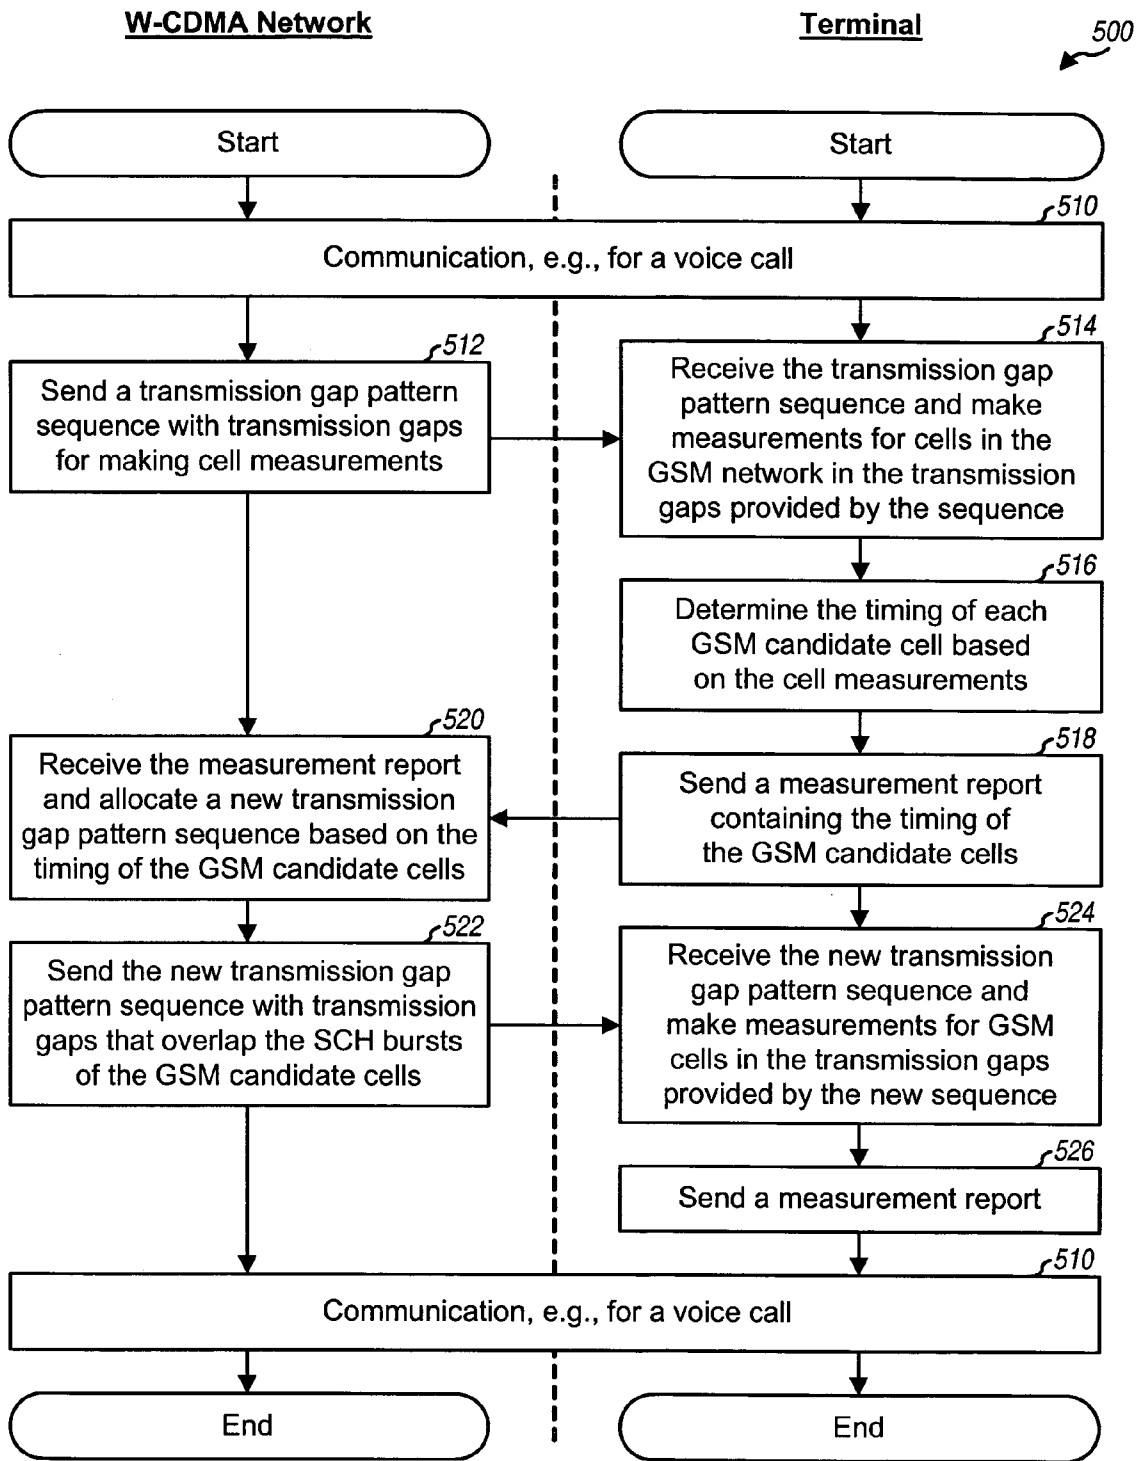 W-CDMA Network
Terminal
500
Start
Start
510
Communication, e.g., for a voice call
512
Send a transmission gap pattern
sequence with transmission gaps
for making cell measurements
514
Receive the transmission gap
pattern sequence and make
measurements for cells in the
GSM network in the transmission
gaps provided by the sequence
516
Determine the timing of each
GSM candidate cell based
on the cell measurements
518
Send a measurement report
containing the timing of
the GSM candidate cells
520
Receive the measurement report
and allocate a new transmission
gap pattern sequence based on the
timing of the GSM candidate cells
522
Send the new transmission gap
pattern sequence with transmission
gaps that overlap the SCH bursts
of the GSM candidate cells
524
Receive the new transmission
gap pattern sequence and
make measurements for GSM
cells in the transmission gaps
provided by the new sequence
526
Send a measurement report
510
Communication, e.g., for a voice call
End
End